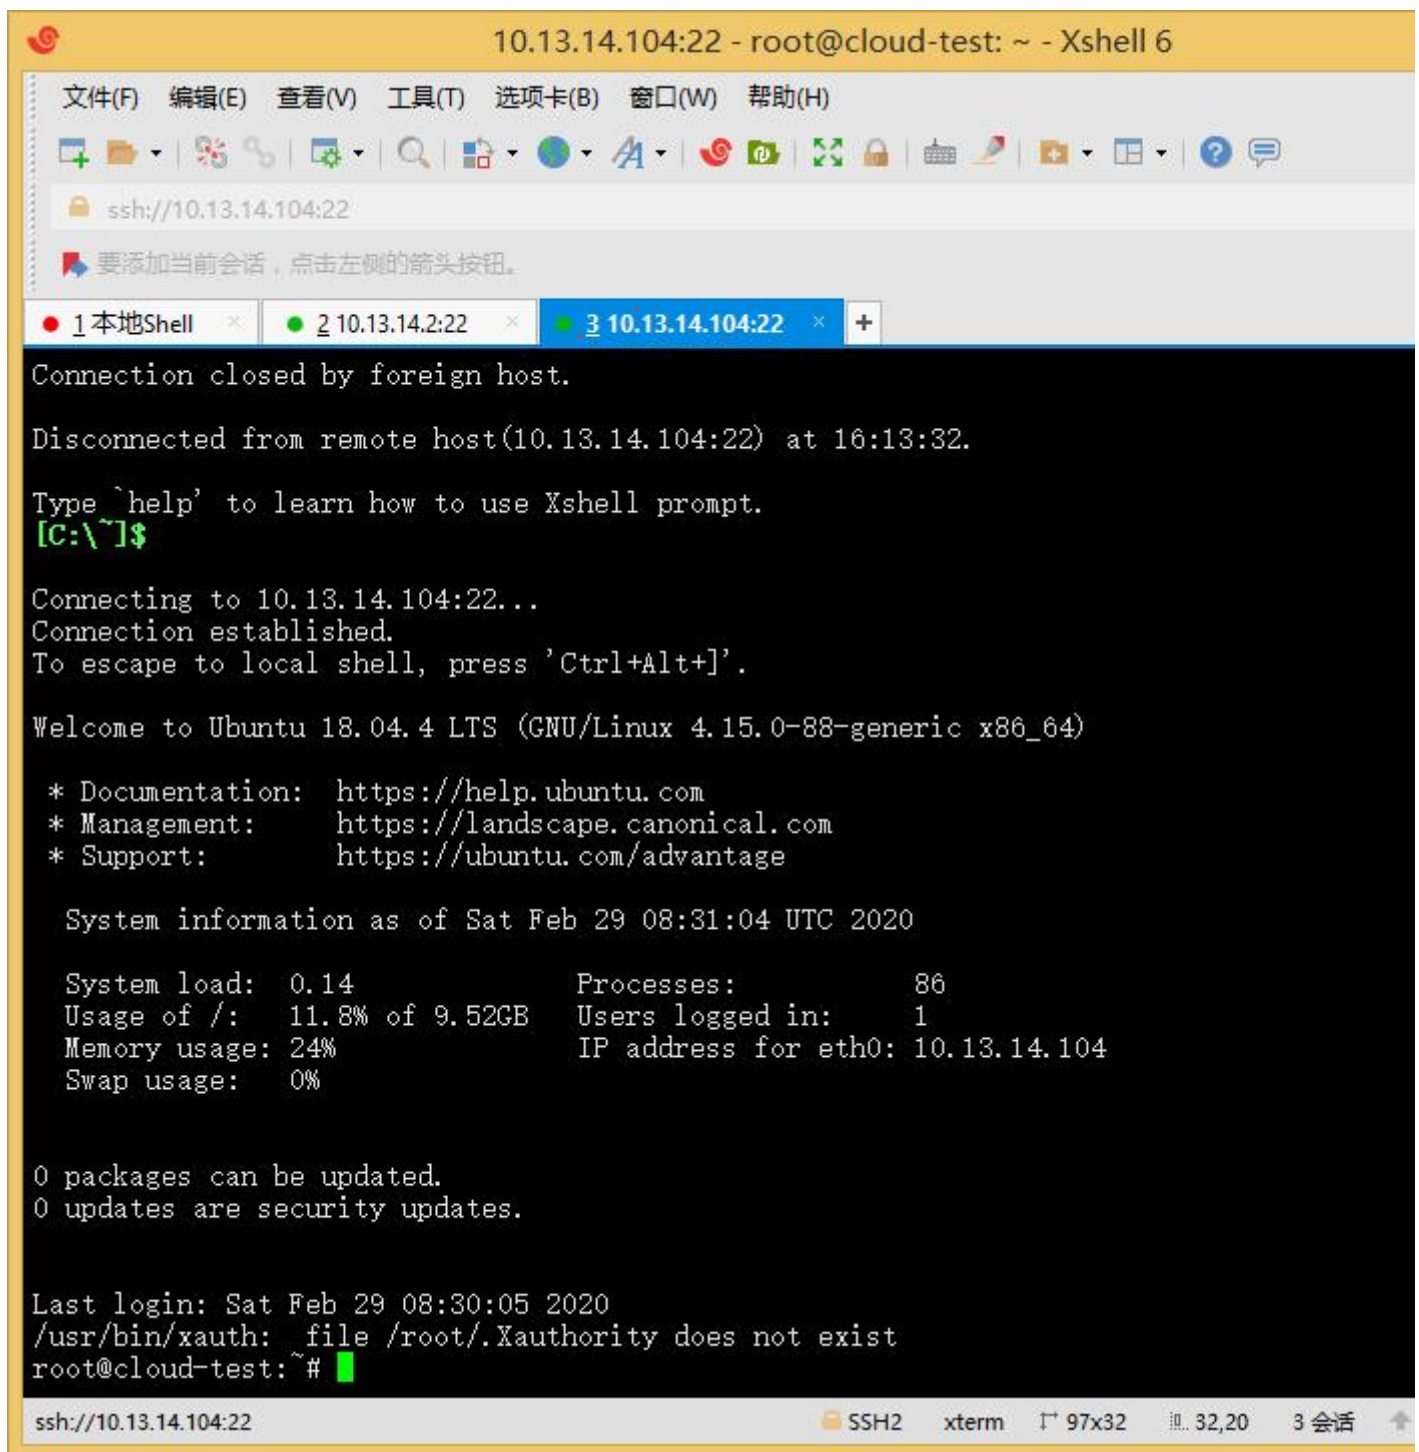 10.13.14.104:22 - root@cloud-test: ~ - Xshell 6
文件(F) 编辑(E) 查看(V) 工具(T) 选项卡(B) 窗口(W) 帮助(H)
ssh://10.13.14.104:22
要添加当前会话，点击左侧的箭头按钮。
1 本地Shell × 2 10.13.14.2:22 × 3 10.13.14.104:22 × +
Connection closed by foreign host.
Disconnected from remote host(10.13.14.104:22) at 16:13:32.
Type `help' to learn how to use Xshell prompt.
[C:\~]$
Connecting to 10.13.14.104:22...
Connection established.
To escape to local shell, press 'Ctrl+Alt+]'.
Welcome to Ubuntu 18.04.4 LTS (GNU/Linux 4.15.0-88-generic x86_64)
* Documentation:  https://help.ubuntu.com
* Management:     https://landscape.canonical.com
* Support:        https://ubuntu.com/advantage
System information as of Sat Feb 29 08:31:04 UTC 2020
System load:  0.14              Processes:           86
Usage of /:   11.8% of 9.52GB   Users logged in:     1
Memory usage: 24%               IP address for eth0: 10.13.14.104
Swap usage:   0%
0 packages can be updated.
0 updates are security updates.
Last login: Sat Feb 29 08:30:05 2020
/usr/bin/xauth:  file /root/.Xauthority does not exist
root@cloud-test:~#
ssh://10.13.14.104:22 SSH2 xterm 97x32 32,20 3 会话